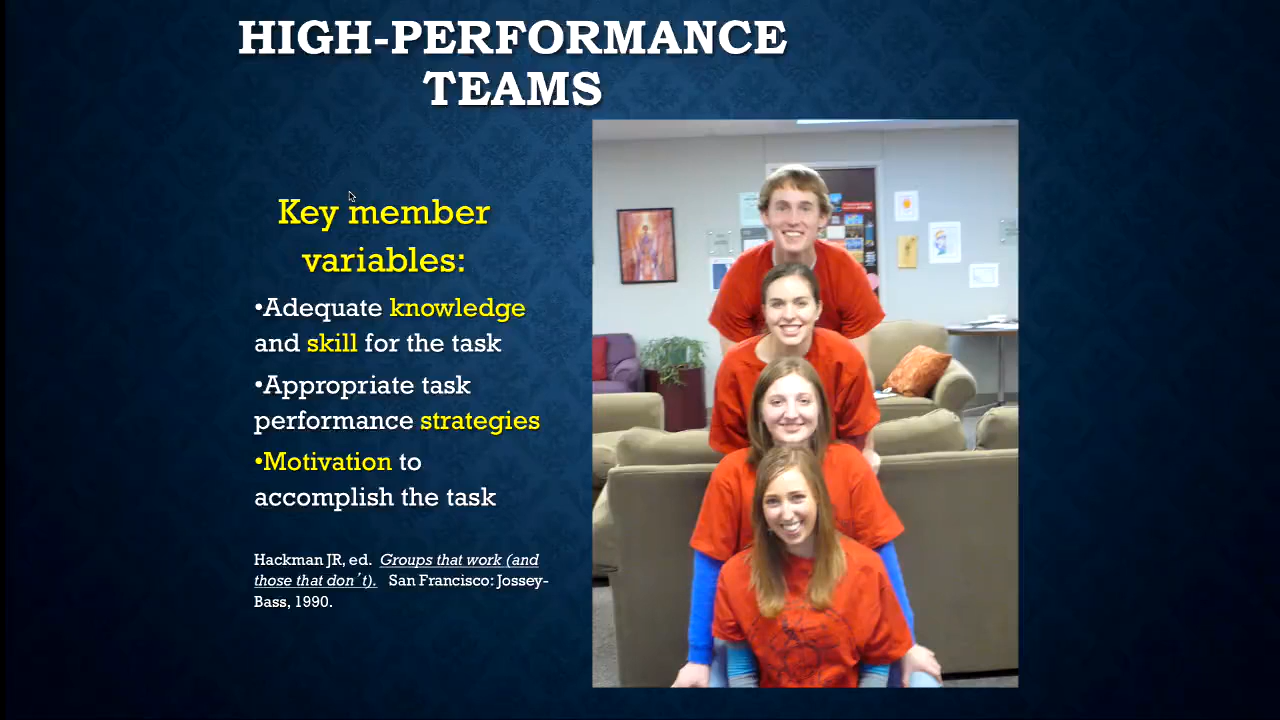 HIGH-PERFORMANCE
TEAMS
Key member
variables:
•Adequate knowledge
and skill for the task
•Appropriate task
performance strategies
•Motivation to
accomplish the task
Hackman JR, ed. Groups that work (and
those that don’t). San Francisco: Jossey-
Bass, 1990.